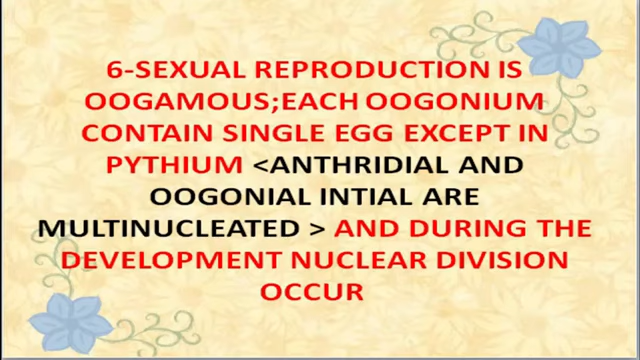 6-SEXUAL REPRODUCTION IS
OOGAMOUS;EACH OOGONIUM
CONTAIN SINGLE EGG EXCEPT IN
PYTHIUM <ANTHRIDIAL AND
OOGONIAL INTIAL ARE
MULTINUCLEATED > AND DURING THE
DEVELOPMENT NUCLEAR DIVISION
OCCUR